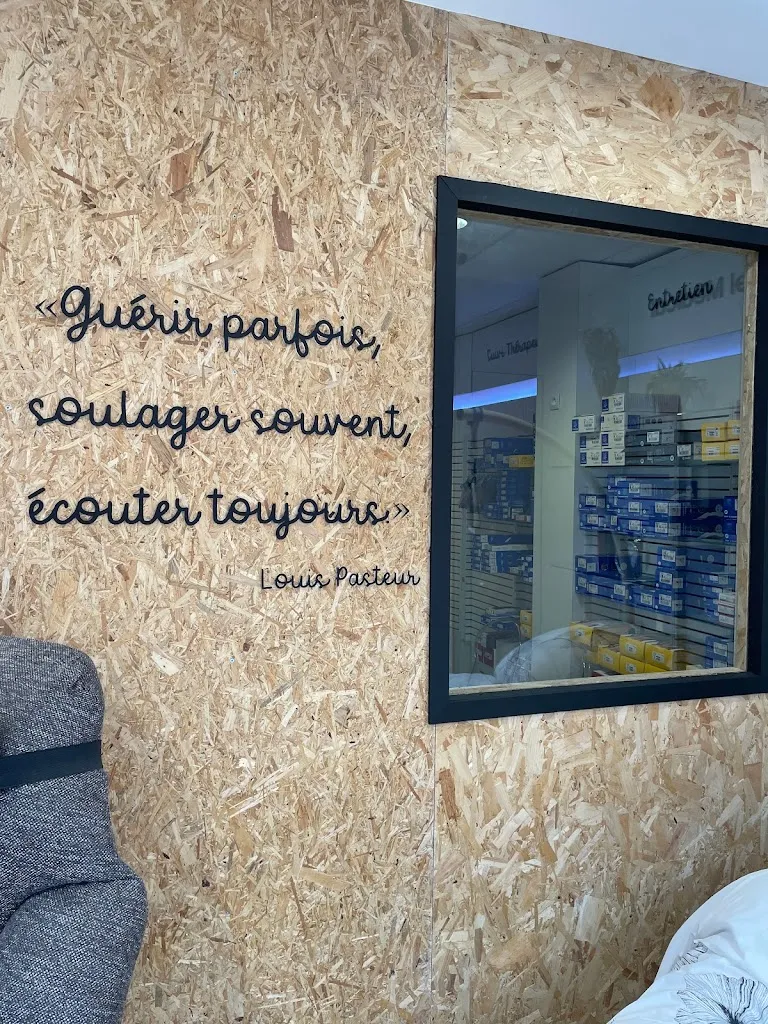 «Guérir parfois,
soulager souvent,
écouter toujours.»
Louis Pasteur
Entretien